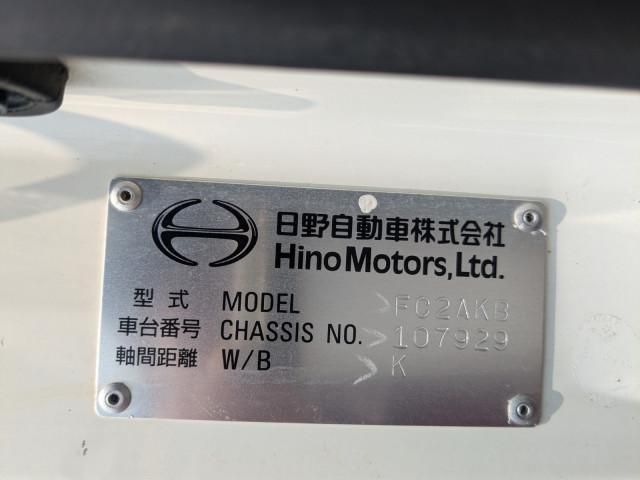 日野自動車株式会社
Hino Motors, Ltd.
型式 MODEL >FC2AKB
車台番号 CHASSIS NO. >107929
軸間距離 W/B >K